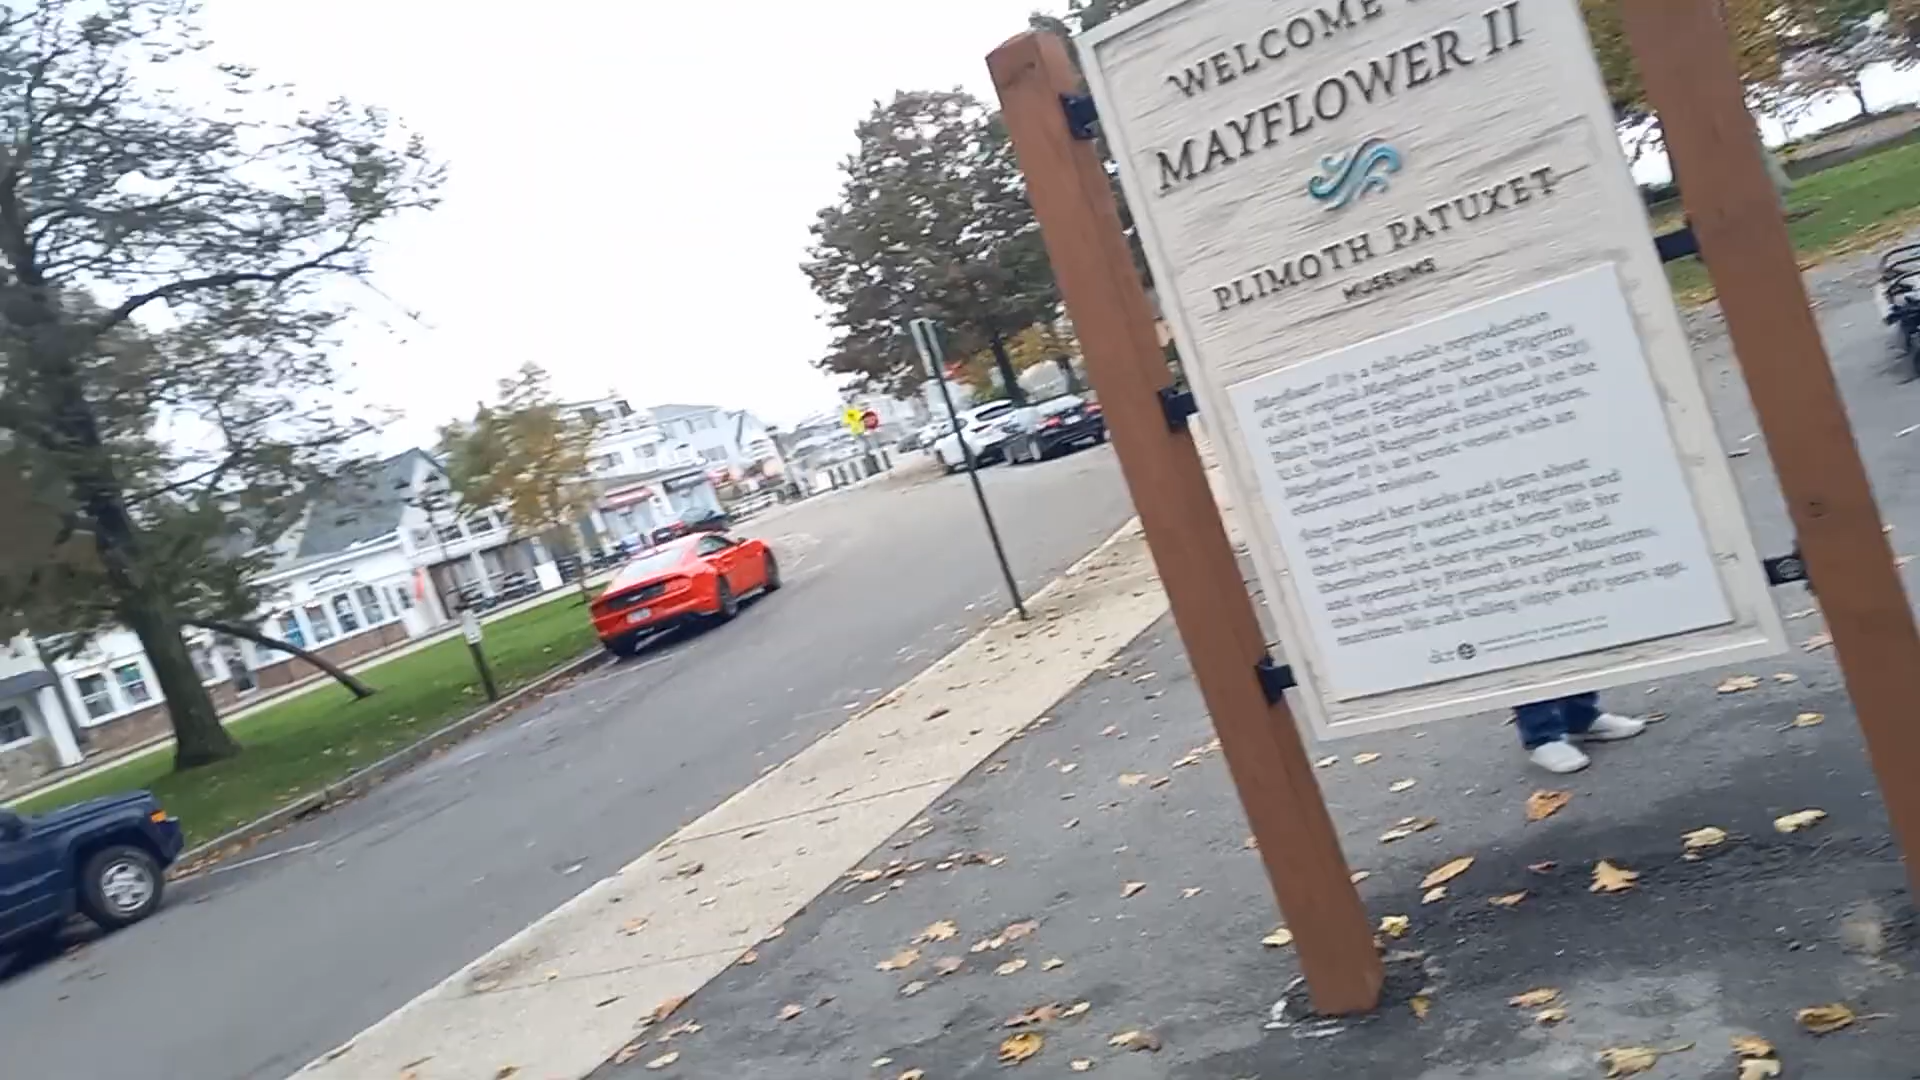 WELCOME
MAYFLOWER II
PLIMOTH PATUXET
MUSEUMS
Mayflower II is a full-scale reproduction
of the original Mayflower that the Pilgrims
sailed on from England to America in 1620.
Built by hand in England, and listed on the
U.S. National Register of Historic Places,
Mayflower II is an iconic vessel with an
educational mission.
Step aboard her decks and learn about
the 17th-century world of the Pilgrims and
their journey in search of a better life for
themselves and their posterity. Owned
and operated by Plimoth Patuxet Museums,
this historic ship provides a glimpse into
maritime life and sailing ships 400 years ago.
dcr